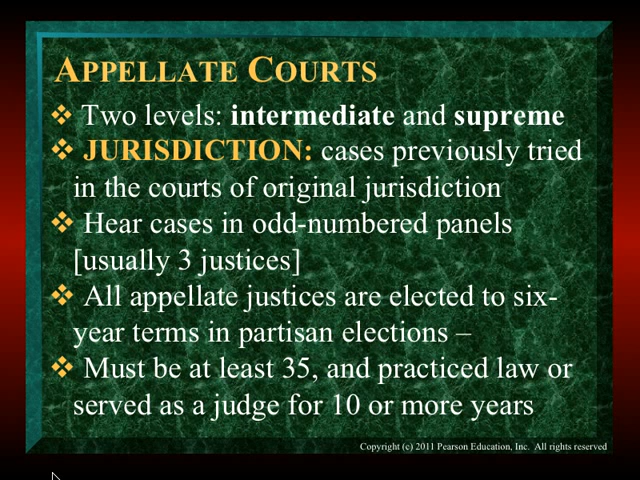 APPELLATE COURTS
❖ Two levels: intermediate and supreme
❖ JURISDICTION: cases previously tried
in the courts of original jurisdiction
❖ Hear cases in odd-numbered panels
[usually 3 justices]
❖ All appellate justices are elected to six-
year terms in partisan elections –
❖ Must be at least 35, and practiced law or
served as a judge for 10 or more years
Copyright (c) 2011 Pearson Education, Inc. All rights reserved